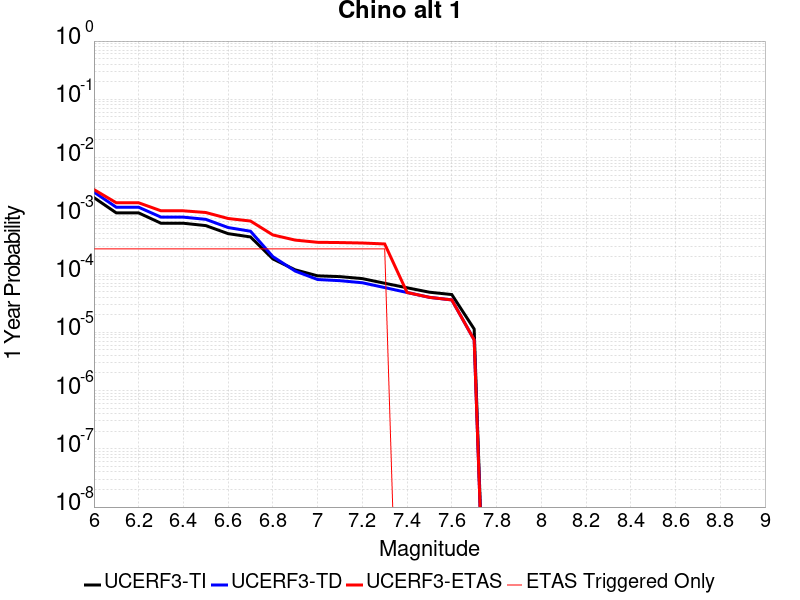 Chino alt 1
1 Year Probability
10^0
10^-1
10^-2
10^-3
10^-4
10^-5
10^-6
10^-7
10^-8
6 6.2 6.4 6.6 6.8 7 7.2 7.4 7.6 7.8 8 8.2 8.4 8.6 8.8 9
Magnitude
UCERF3-TI UCERF3-TD UCERF3-ETAS ETAS Triggered Only